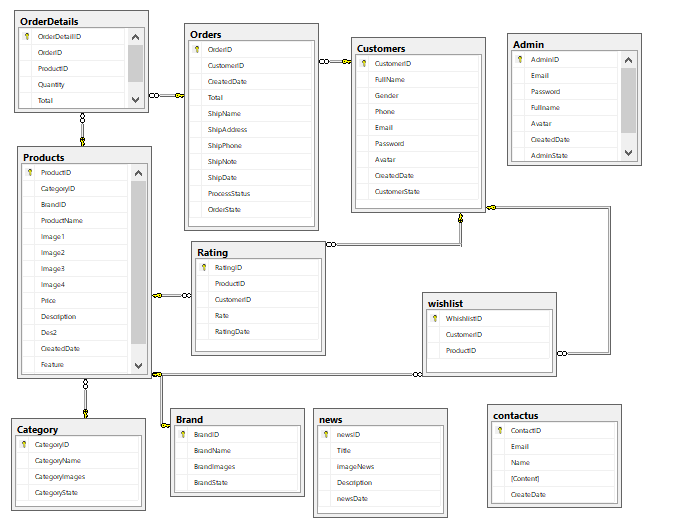 OrderDetails
OrderDetailID
OrderID
ProductID
Quantity
Total
Orders
OrderID
CustomerID
CreatedDate
Total
ShipName
ShipAddress
ShipPhone
ShipNote
ShipDate
ProcessStatus
OrderState
Customers
CustomerID
FullName
Gender
Phone
Email
Password
Avatar
CreatedDate
CustomerState
Admin
AdminID
Email
Password
Fullname
Avatar
CreatedDate
AdminState
Products
ProductID
CategoryID
BrandID
ProductName
Image1
Image2
Image3
Image4
Price
Description
Des2
CreatedDate
Feature
Rating
RatingID
ProductID
CustomerID
Rate
RatingDate
wishlist
WhishlistID
CustomerID
ProductID
Category
CategoryID
CategoryName
CategoryImages
CategoryState
Brand
BrandID
BrandName
BrandImages
BrandState
news
newsID
Title
ImageNews
Description
newsDate
contactus
ContactID
Email
Name
[Content]
CreateDate